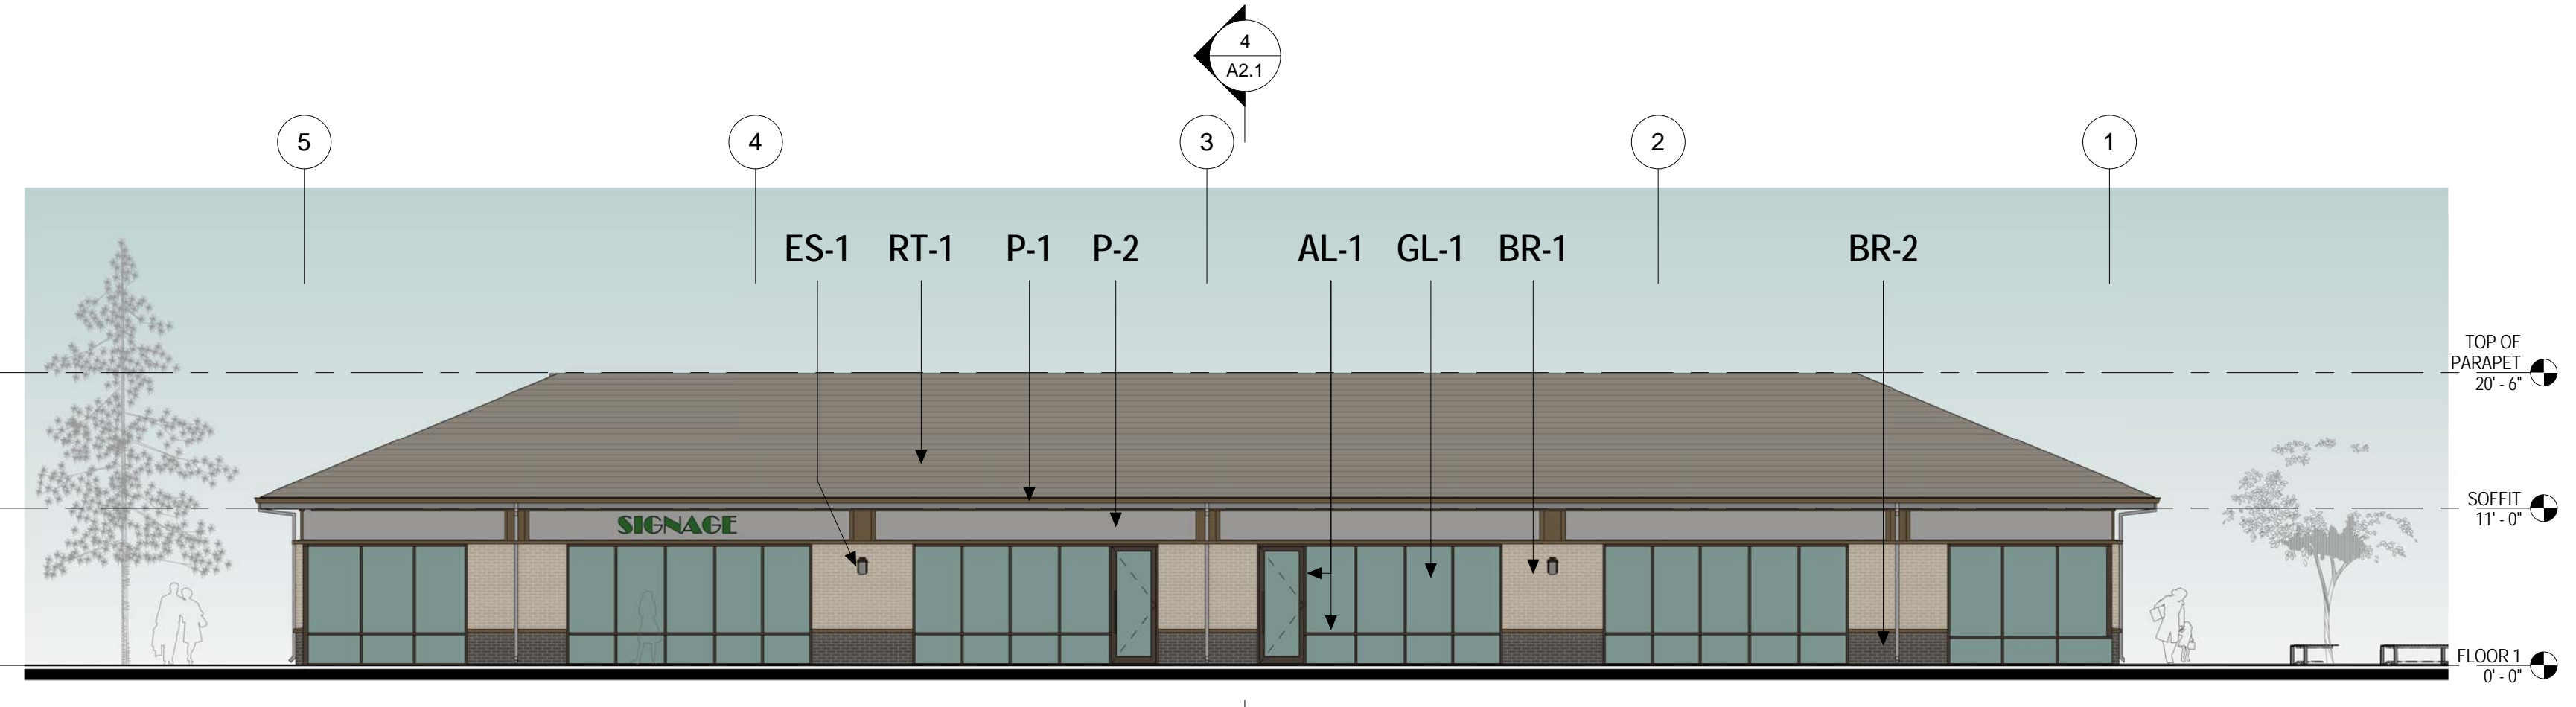 4
A2.1
5
4
3
2
1
ES-1
RT-1
P-1
P-2
AL-1
GL-1
BR-1
BR-2
TOP OF
PARAPET
20' - 6"
SOFFIT
11' - 0"
SIGNAGE
FLOOR 1
0' - 0"